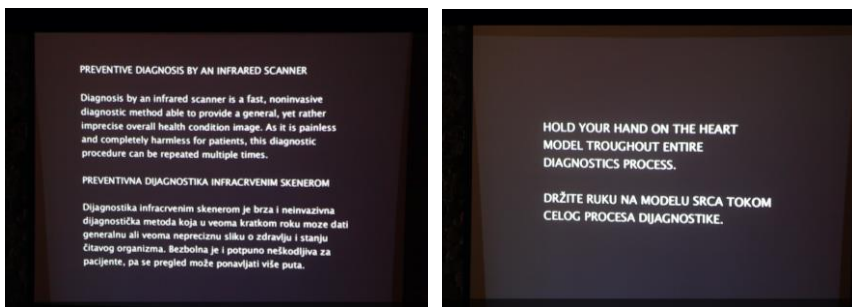 PREVENTIVE DIAGNOSIS BY AN INFRARED SCANNER
Diagnosis by an infrared scanner is a fast, noninvasive
diagnostic method able to provide a general, yet rather
imprecise overall health condition image. As it is painless
and completely harmless for patients, this diagnostic
procedure can be repeated multiple times.
PREVENTIVNA DIJAGNOSTIKA INFRACRVENIM SKENEROM
Dijagnostika infracrvenim skenerom je brza i neinvazivna
dijagnostička metoda koja u veoma kratkom roku moze dati
generalnu ali veoma nepreciznu sliku o zdravlju i stanju
čitavog organizma. Bezbolna je i potpuno neškodljiva za
pacijente, pa se pregled može ponavljati više puta.
HOLD YOUR HAND ON THE HEART
MODEL TROUGHOUT ENTIRE
DIAGNOSTICS PROCESS.
DRŽITE RUKU NA MODELU SRCA TOKOM
CELOG PROCESA DIJAGNOSTIKE.